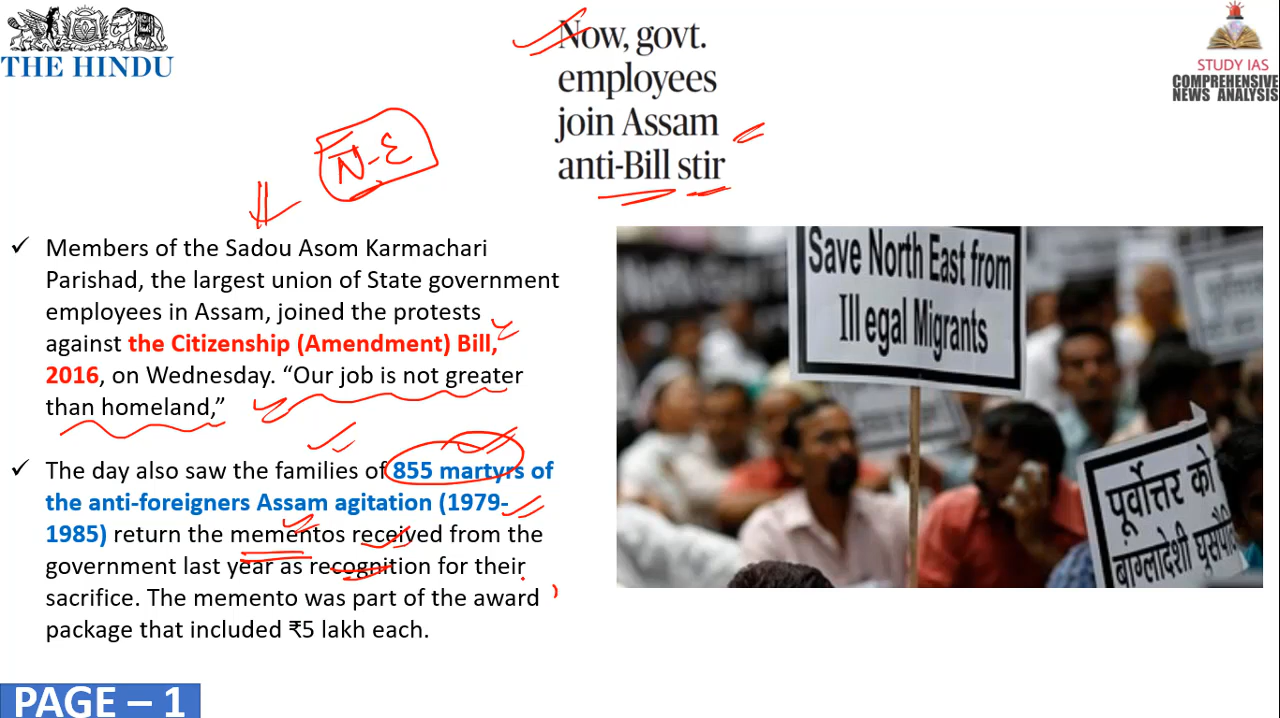 THE HINDU
Now, govt.
employees
join Assam
anti-Bill stir
STUDY IAS
COMPREHENSIVE
NEWS ANALYSIS
N-E
✓ Members of the Sadou Asom Karmachari
Parishad, the largest union of State government
employees in Assam, joined the protests
against the Citizenship (Amendment) Bill,
2016, on Wednesday. “Our job is not greater
than homeland,”
✓ The day also saw the families of 855 martyrs of
the anti-foreigners Assam agitation (1979-
1985) return the mementos received from the
government last year as recognition for their
sacrifice. The memento was part of the award
package that included ₹5 lakh each.
Save North East from
Illegal Migrants
पूर्वोत्तर को
बांग्लादेशी
PAGE – 1